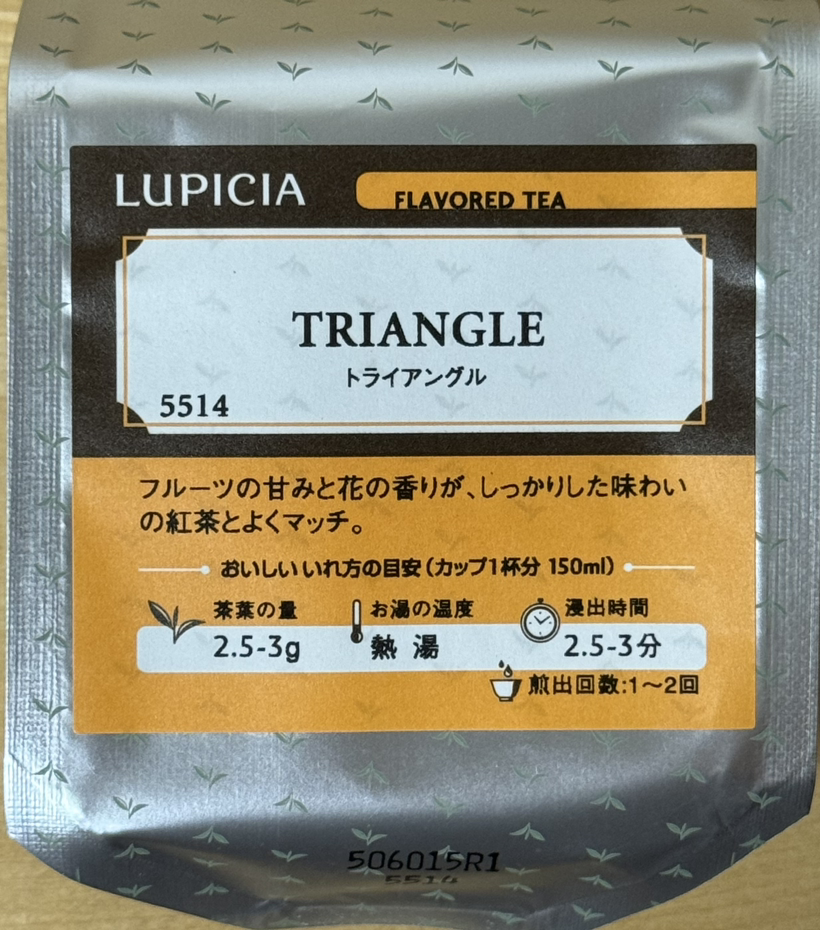 LUPICIA
FLAVORED TEA
TRIANGLE
トライアングル
5514
フルーツの甘みと花の香りが、しっかりした味わい
の紅茶とよくマッチ。
おいしいいれ方の目安(カップ1杯分 150ml)
茶葉の量 お湯の温度 浸出時間
2.5-3g 熱 湯 2.5-3分
煎出回数:1～2回
506015R1
5514